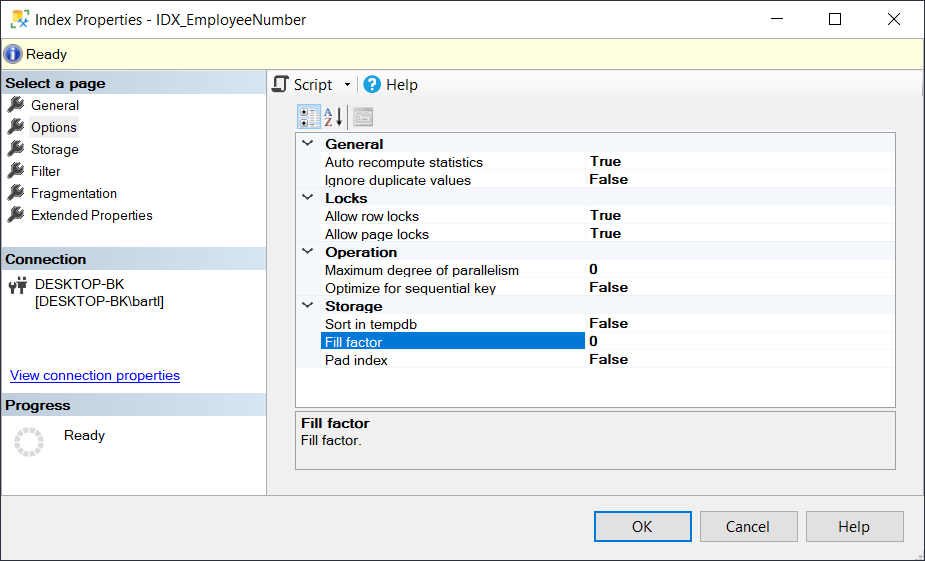 Index Properties - IDX_EmployeeNumber
Ready
Select a page
General
Options
Storage
Filter
Fragmentation
Extended Properties
Connection
DESKTOP-BK
[DESKTOP-BK\bartl]
View connection properties
Progress
Ready
Script Help
A
Z
General
Auto recompute statistics True
Ignore duplicate values False
Locks
Allow row locks True
Allow page locks True
Operation
Maximum degree of parallelism 0
Optimize for sequential key False
Storage
Sort in tempdb False
Fill factor 0
Pad index False
Fill factor
Fill factor.
OK Cancel Help